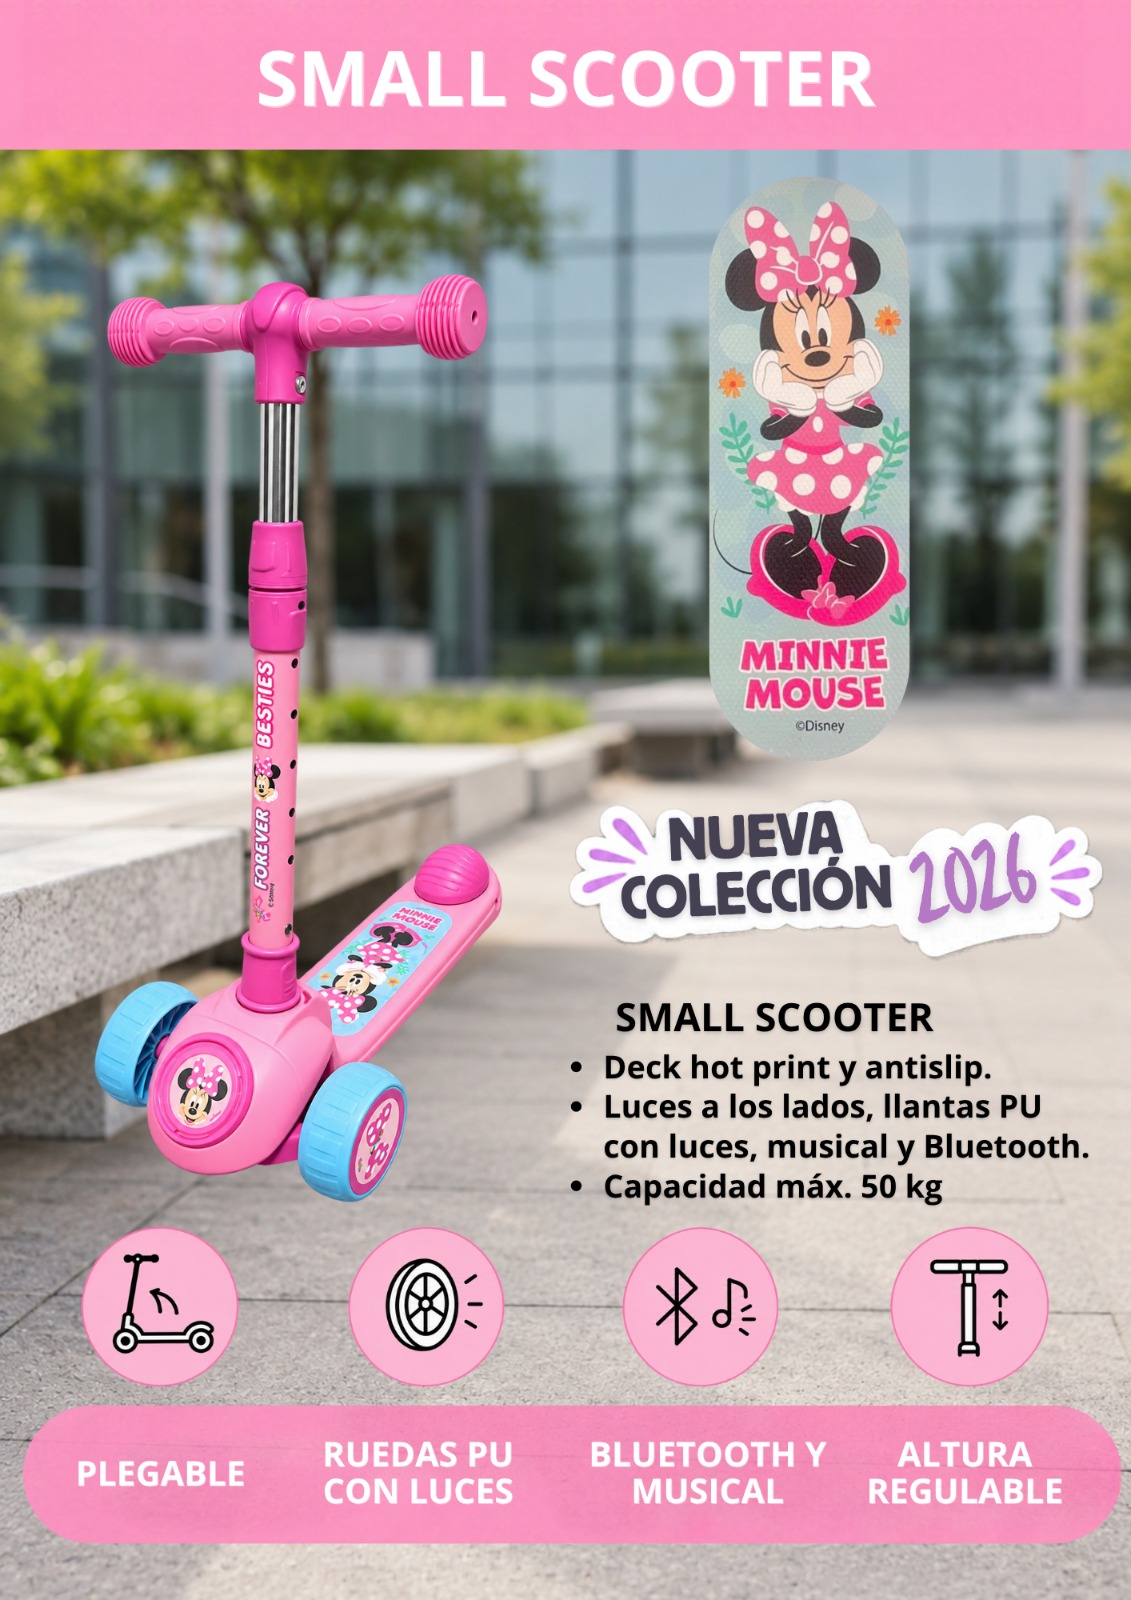 SMALL SCOOTER
MINNIE
MOUSE
©Disney
FOREVER BESTIES
MINNIE
MOUSE
NUEVA
COLECCIÓN 2026
SMALL SCOOTER
• Deck hot print y antislip.
• Luces a los lados, llantas PU
con luces, musical y Bluetooth.
• Capacidad máx. 50 kg
PLEGABLE
RUEDAS PU
CON LUCES
BLUETOOTH Y
MUSICAL
ALTURA
REGULABLE